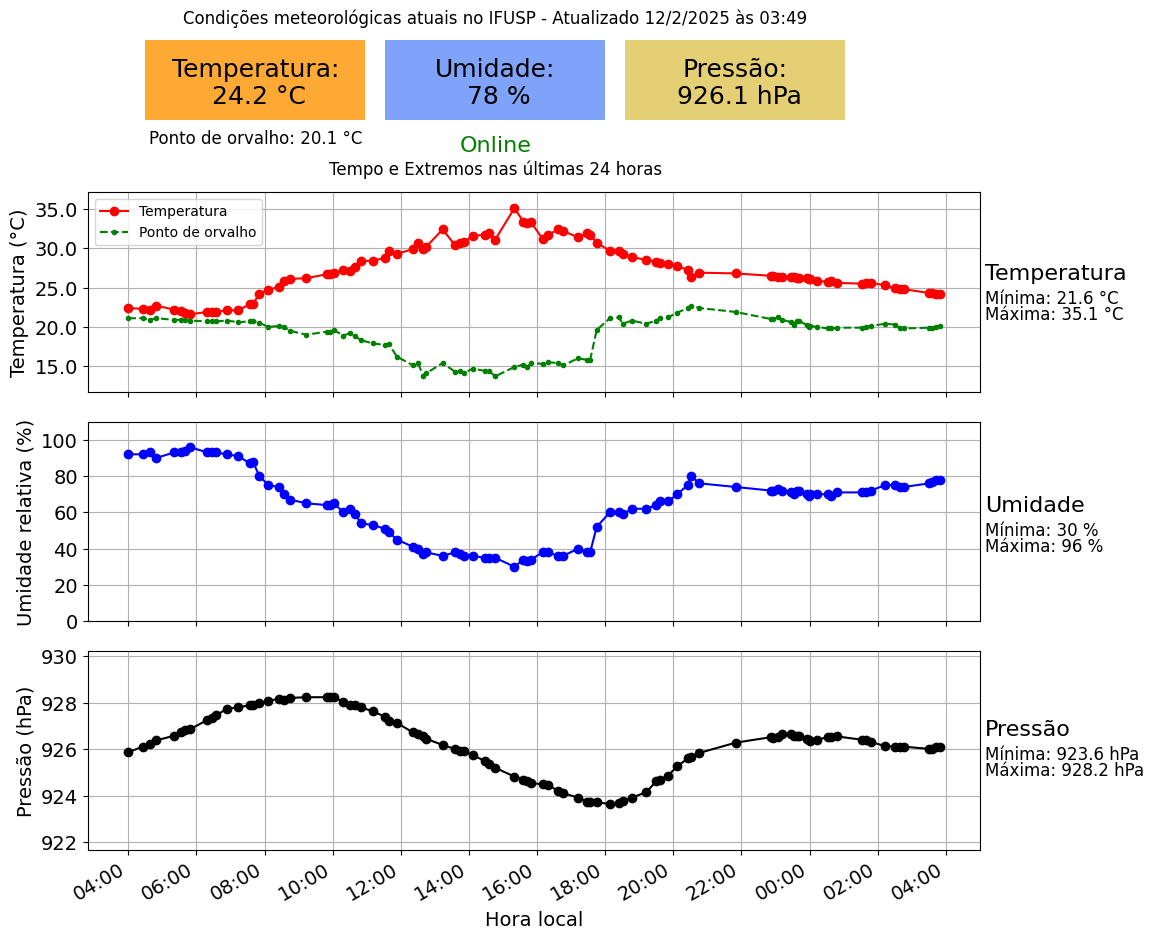 Condições meteorológicas atuais no IFUSP - Atualizado 12/2/2025 às 03:49
Temperatura:
24.2 °C
Umidade:
78 %
Pressão:
926.1 hPa
Ponto de orvalho: 20.1 °C
Online
Tempo e Extremos nas últimas 24 horas
Temperatura (°C)
35.0
30.0
25.0
20.0
15.0
Temperatura
Ponto de orvalho
Temperatura
Mínima: 21.6 °C
Máxima: 35.1 °C
Umidade relativa (%)
100
80
60
40
20
0
Umidade
Mínima: 30 %
Máxima: 96 %
Pressão (hPa)
930
928
926
924
922
Pressão
Mínima: 923.6 hPa
Máxima: 928.2 hPa
04:00 06:00 08:00 10:00 12:00 14:00 16:00 18:00 20:00 22:00 00:00 02:00 04:00
Hora local